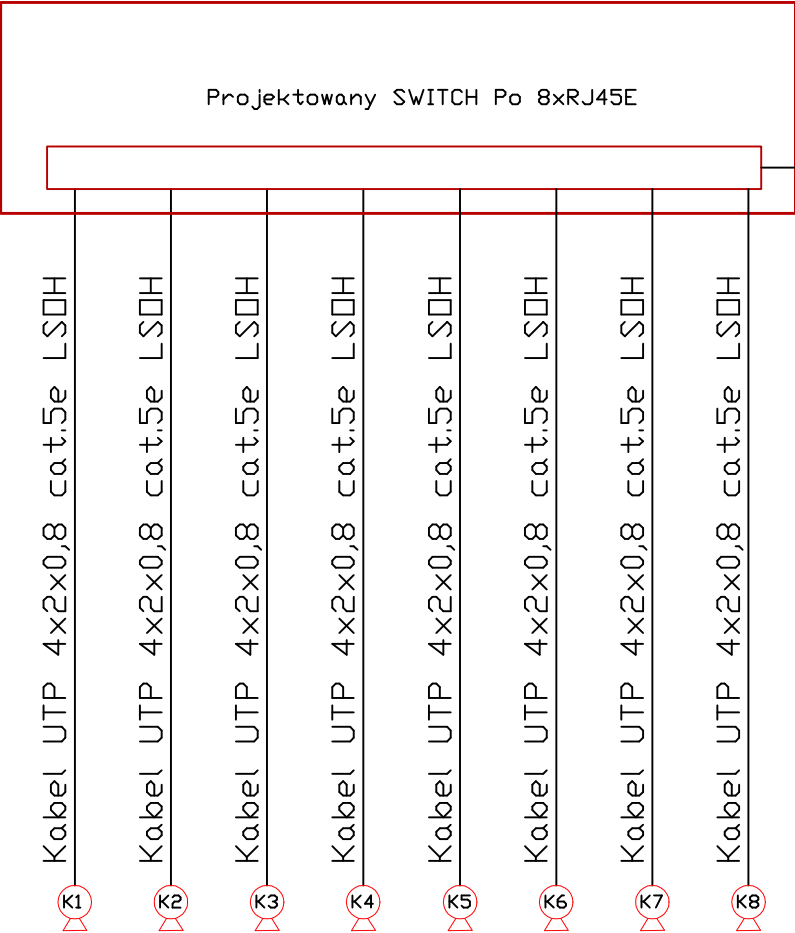 Projektowany SWITCH Po 8xRJ45E
Kabel UTP 4x2x0,8 cat.5e LSOH
Kabel UTP 4x2x0,8 cat.5e LSOH
Kabel UTP 4x2x0,8 cat.5e LSOH
Kabel UTP 4x2x0,8 cat.5e LSOH
Kabel UTP 4x2x0,8 cat.5e LSOH
Kabel UTP 4x2x0,8 cat.5e LSOH
Kabel UTP 4x2x0,8 cat.5e LSOH
Kabel UTP 4x2x0,8 cat.5e LSOH
K1 K2 K3 K4 K5 K6 K7 K8